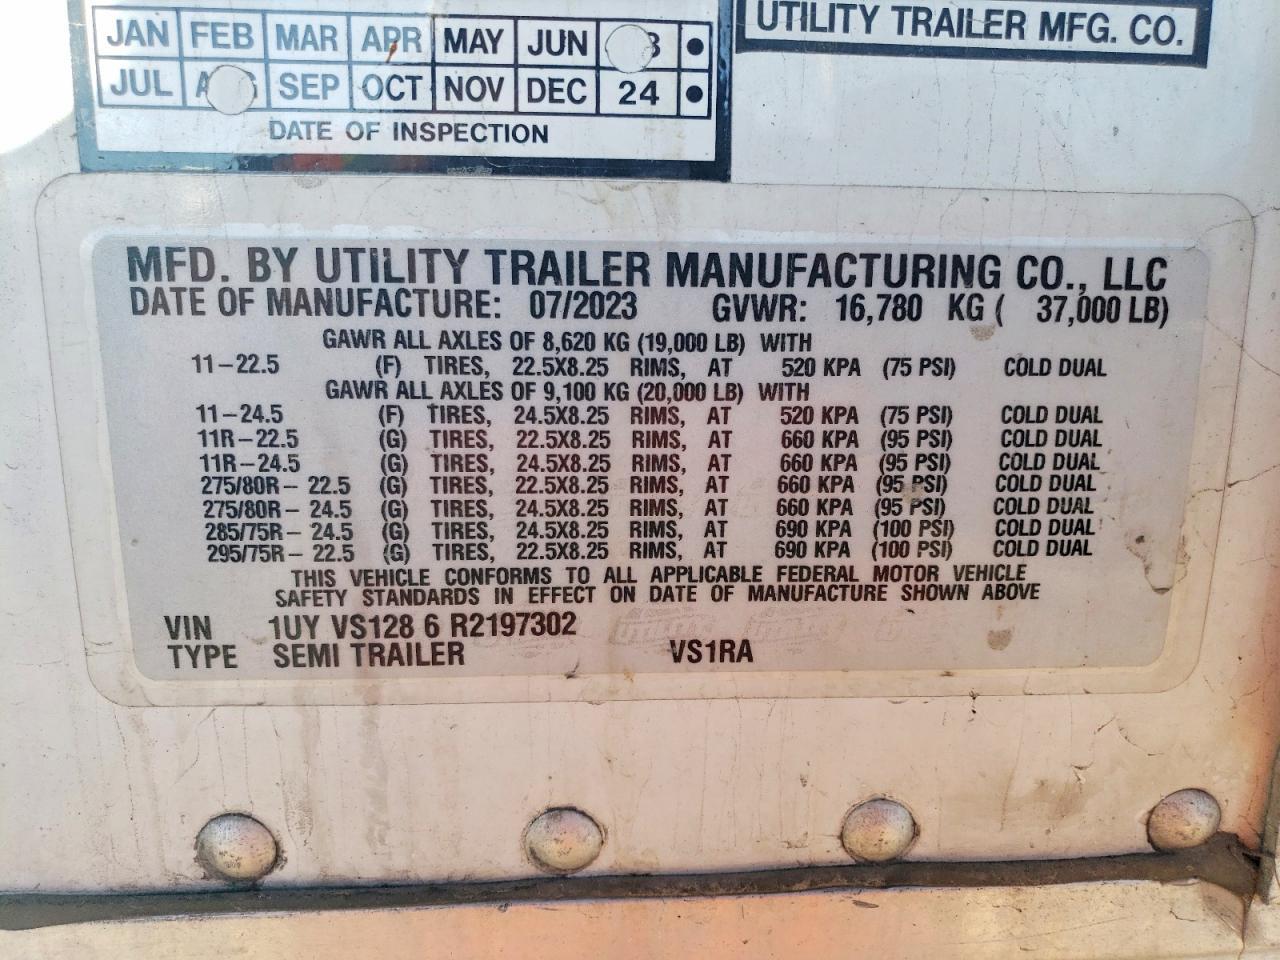 JAN FEB MAR APR MAY JUN
JUL SEP OCT NOV DEC 24
DATE OF INSPECTION
UTILITY TRAILER MFG. CO.
MFD. BY UTILITY TRAILER MANUFACTURING CO., LLC
DATE OF MANUFACTURE: 07/2023 GVWR: 16,780 KG ( 37,000 LB)
GAWR ALL AXLES OF 8,620 KG (19,000 LB) WITH
11-22.5 (F) TIRES, 22.5X8.25 RIMS, AT 520 KPA (75 PSI) COLD DUAL
GAWR ALL AXLES OF 9,100 KG (20,000 LB) WITH
11-24.5 (F) TIRES, 24.5X8.25 RIMS, AT 520 KPA (75 PSI) COLD DUAL
11R-22.5 (G) TIRES, 22.5X8.25 RIMS, AT 660 KPA (95 PSI) COLD DUAL
11R-24.5 (G) TIRES, 24.5X8.25 RIMS, AT 660 KPA (95 PSI) COLD DUAL
275/80R- 22.5 (G) TIRES, 22.5X8.25 RIMS, AT 660 KPA (95 PSI) COLD DUAL
275/80R- 24.5 (G) TIRES, 24.5X8.25 RIMS, AT 660 KPA (95 PSI) COLD DUAL
285/75R- 24.5 (G) TIRES, 24.5X8.25 RIMS, AT 690 KPA (100 PSI) COLD DUAL
295/75R- 22.5 (G) TIRES, 22.5X8.25 RIMS, AT 690 KPA (100 PSI) COLD DUAL
THIS VEHICLE CONFORMS TO ALL APPLICABLE FEDERAL MOTOR VEHICLE
SAFETY STANDARDS IN EFFECT ON DATE OF MANUFACTURE SHOWN ABOVE
VIN 1UY VS128 6 R2197302
TYPE SEMI TRAILER VS1RA